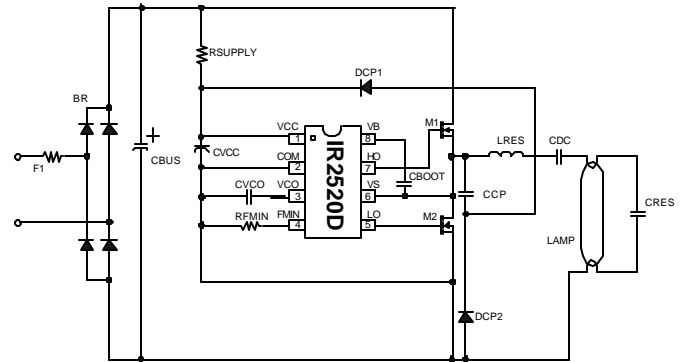 RSUPPLY
DCP1
BR
VCC
VB
M1
1
8
LRES
CDC
CBUS
CVCC
COM
HO
2
7
F1
IR2520D
CBOOT
CVCO
VCO
VS
3
6
CCP
CRES
RFMIN
FMIN
LO
M2
4
5
LAMP
DCP2